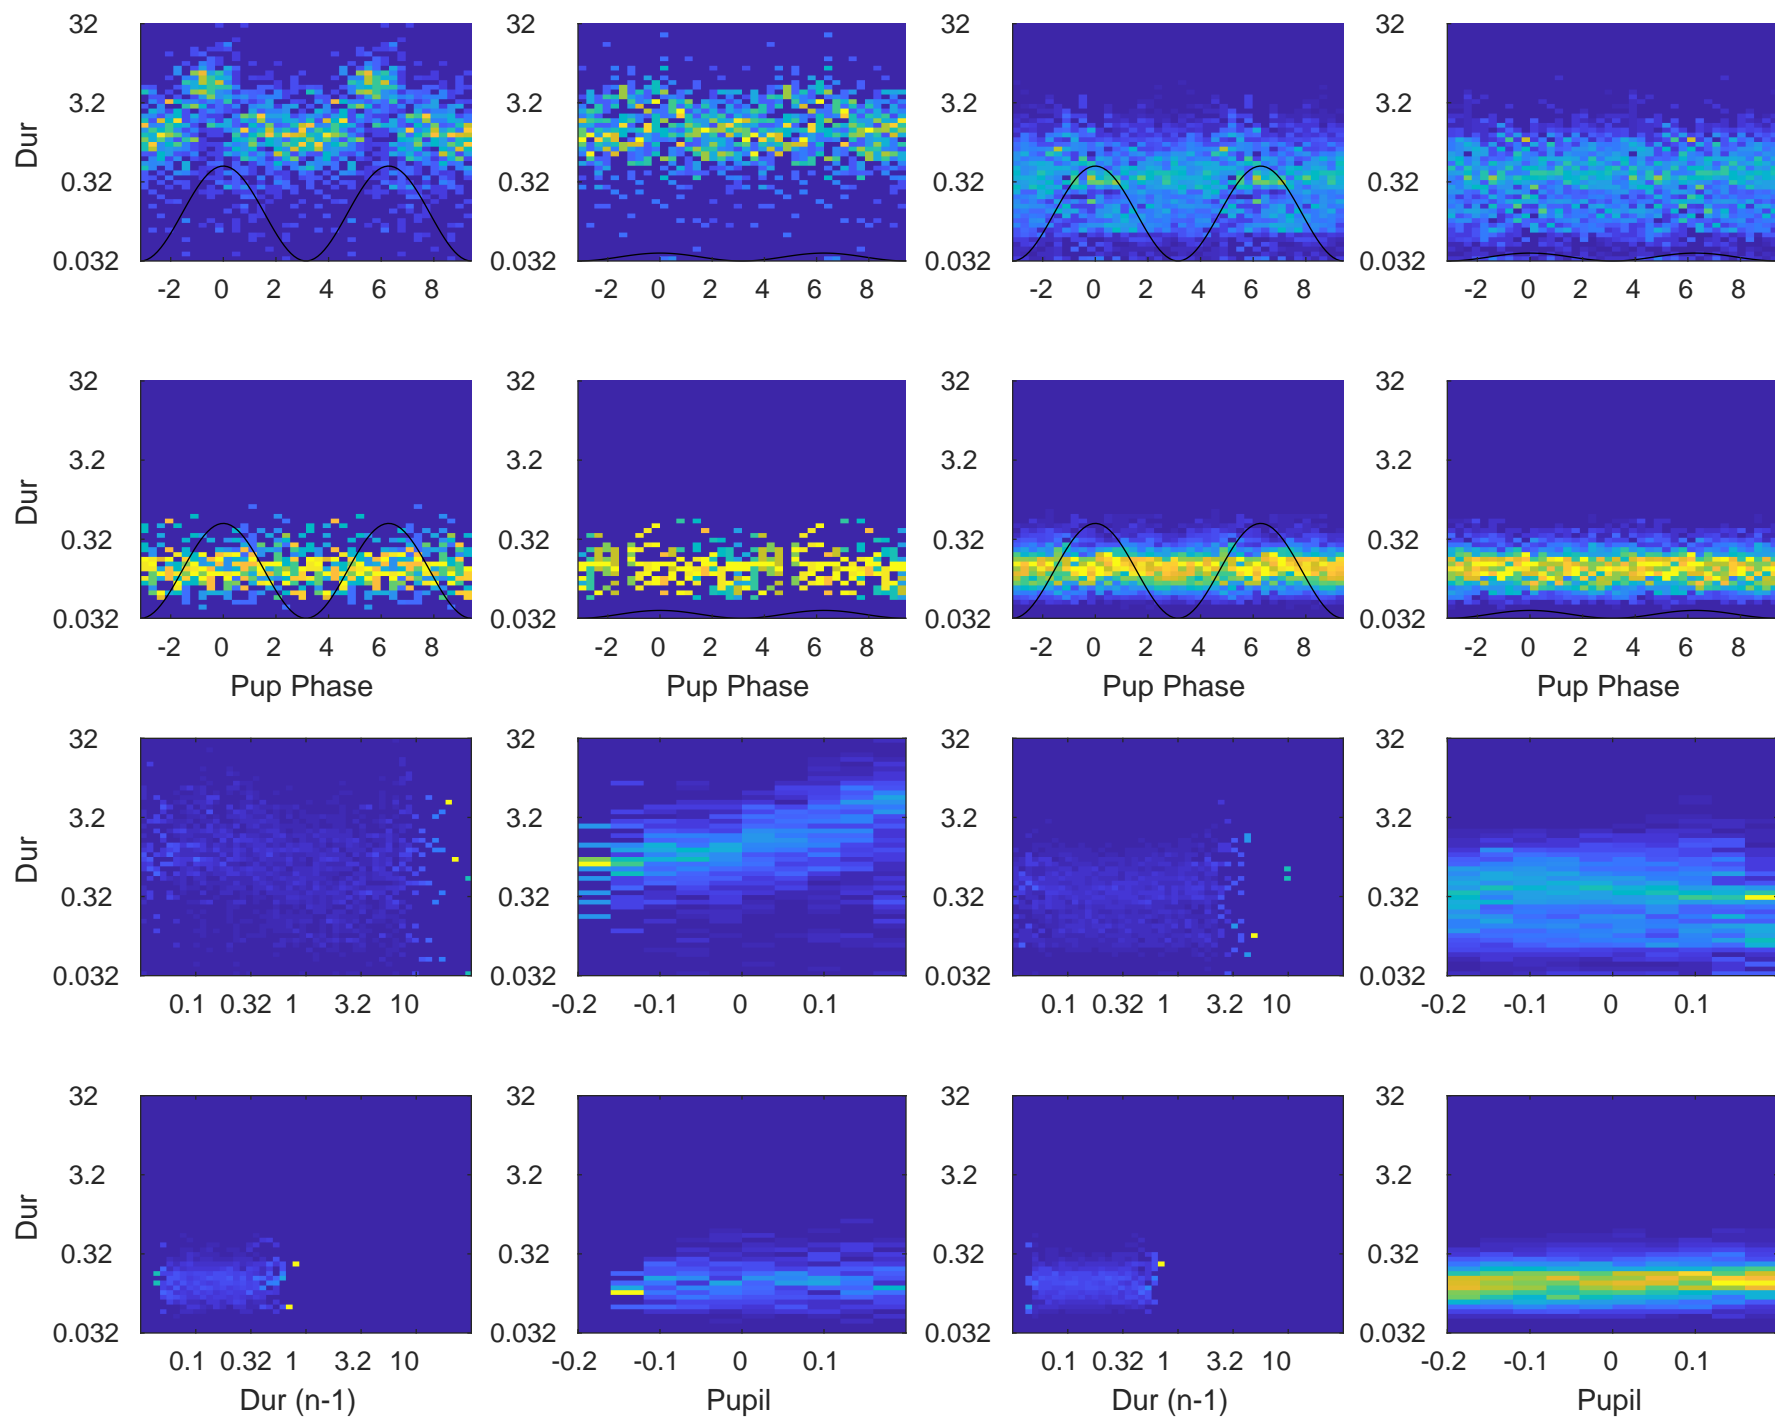 32 32 32 32
Dur 3.2 3.2 3.2 3.2
0.32 0.32 0.32 0.32
0.032 0.032 0.032 0.032
-2 0 2 4 6 8 -2 0 2 4 6 8 -2 0 2 4 6 8 -2 0 2 4 6 8
32 32 32 32
3.2 3.2 3.2 3.2
Dur 0.32 0.32 0.32 0.32
0.032 0.032 0.032 0.032
-2 0 2 4 6 8 -2 0 2 4 6 8 -2 0 2 4 6 8 -2 0 2 4 6 8
Pup Phase Pup Phase Pup Phase Pup Phase
32 32 32 32
3.2 3.2 3.2 3.2
Dur 0.32 0.32 0.32 0.32
0.032 0.032 0.032 0.032
0.1 0.32 1 3.2 10 -0.2 -0.1 0 0.1 0.1 0.32 1 3.2 10 -0.2 -0.1 0 0.1
32 32 32 32
3.2 3.2 3.2 3.2
Dur 0.32 0.32 0.32 0.32
0.032 0.032 0.032 0.032
0.1 0.32 1 3.2 10 -0.2 -0.1 0 0.1 0.1 0.32 1 3.2 10 -0.2 -0.1 0 0.1
Dur (n-1) Pupil Dur (n-1) Pupil